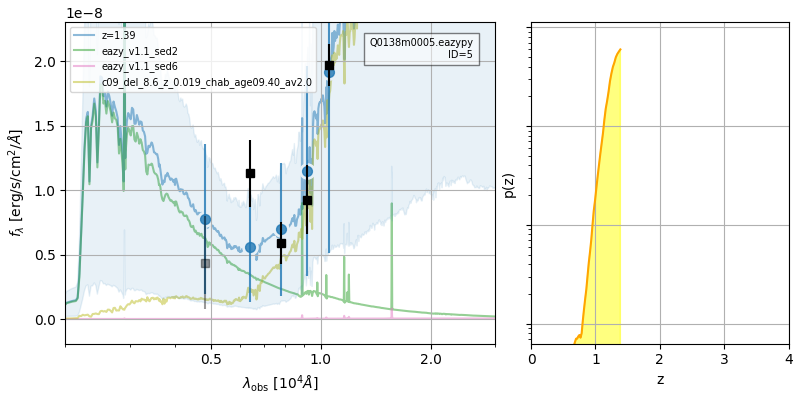 1e−8
z=1.39
eazy_v1.1_sed2
eazy_v1.1_sed6
c09_del_8.6_z_0.019_chab_age09.40_av2.0
Q0138m0005.eazypy
ID=5
2.0
1.5
1.0
0.5
0.0
f_λ [erg/s/cm²/Å]
0.5
1.0
2.0
λ_obs [10⁴Å]
p(z)
0
1
2
3
4
z